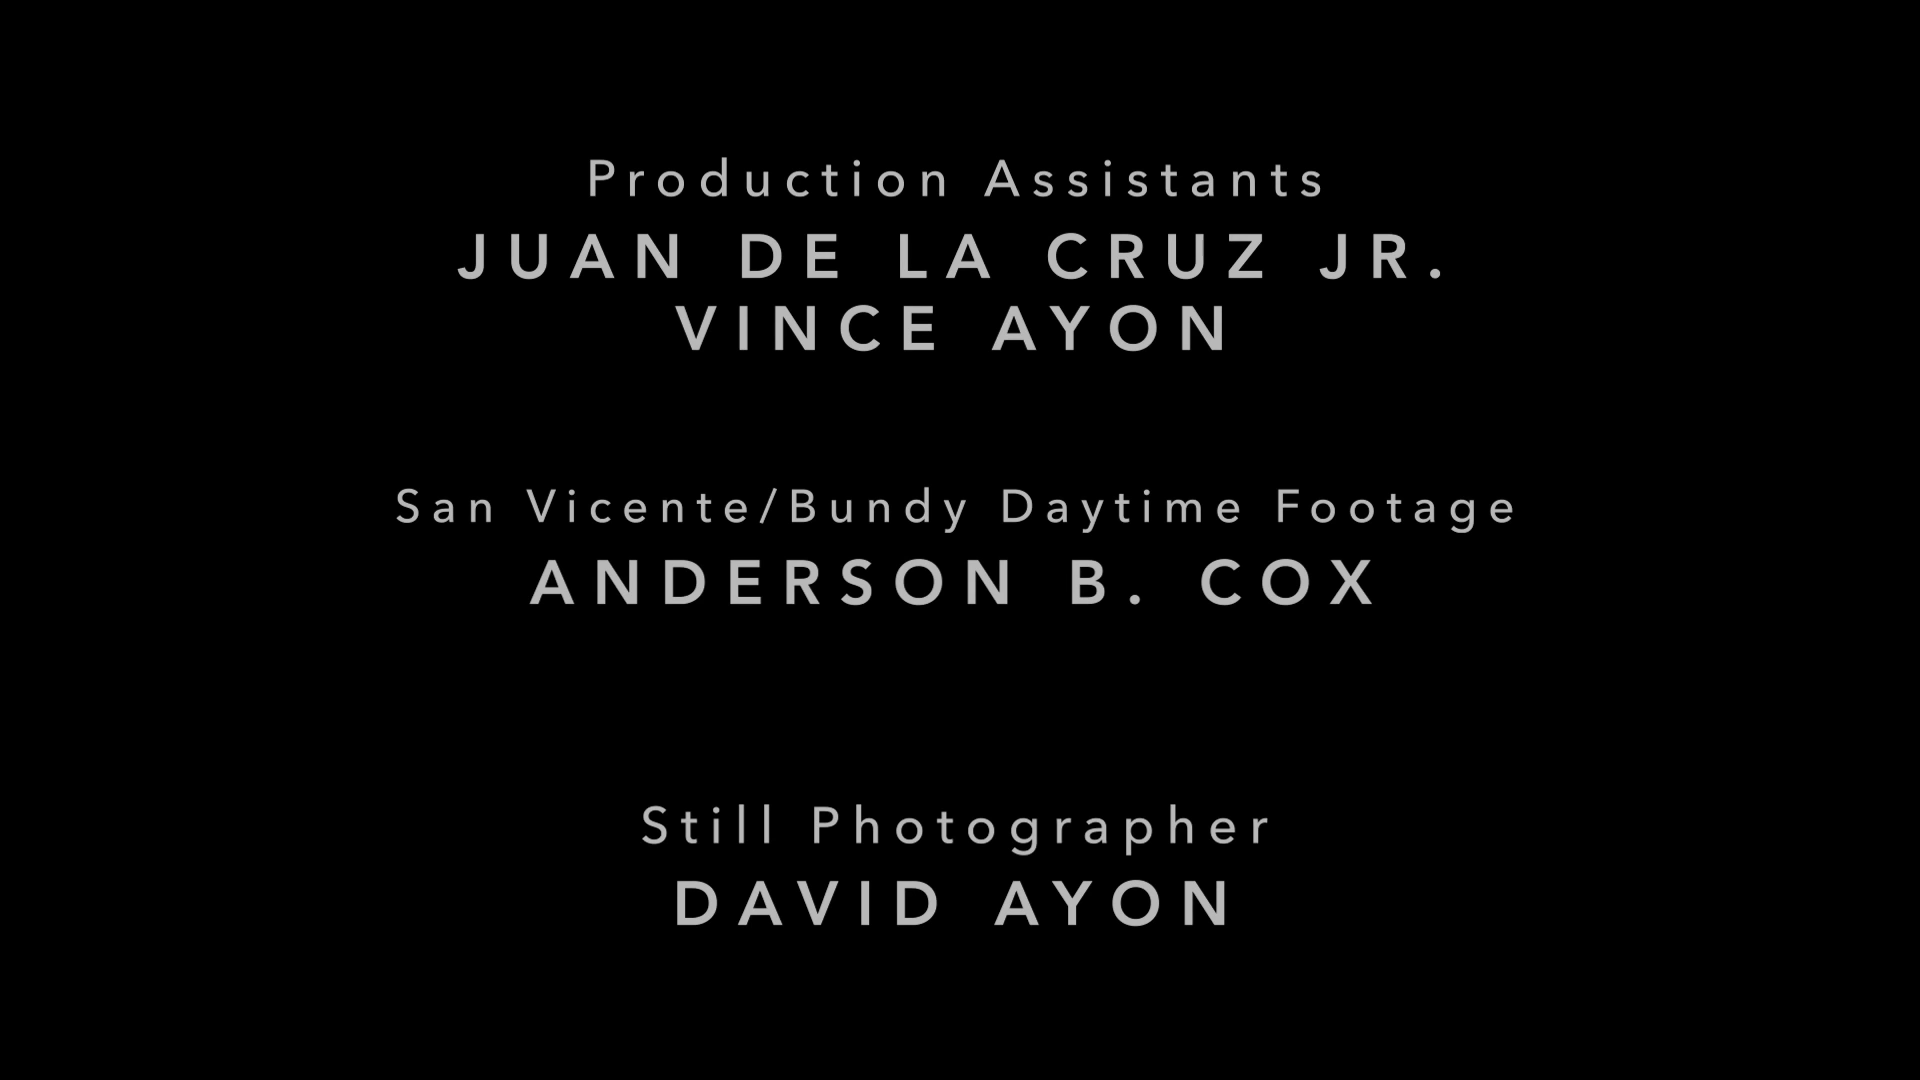 Production Assistants
JUAN DE LA CRUZ JR.
VINCE AYON
San Vicente/Bundy Daytime Footage
ANDERSON B. COX
Still Photographer
DAVID AYON